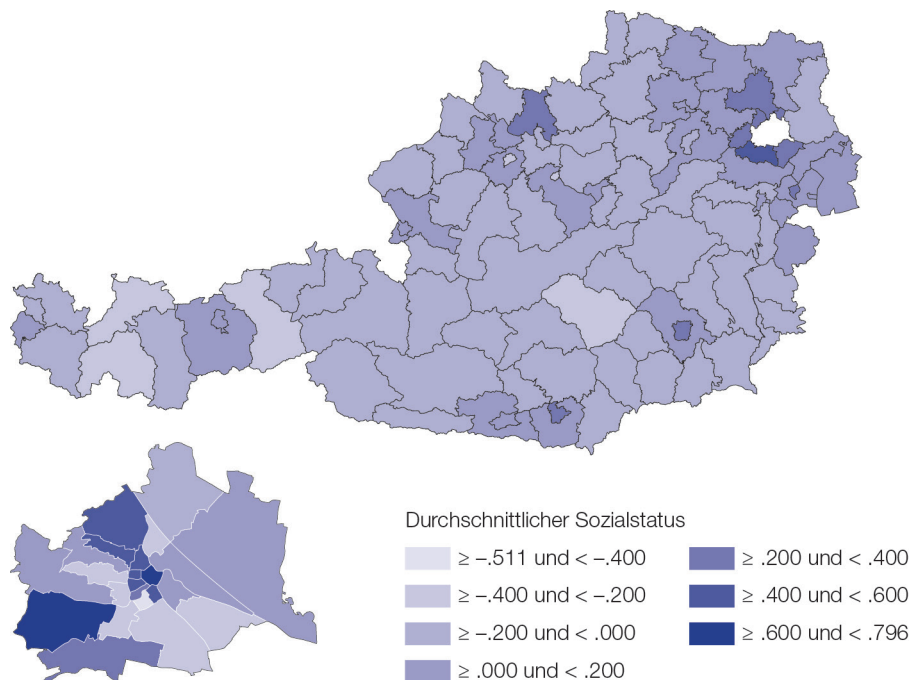 Durchschnittlicher Sozialstatus
≥ –.511 und < –.400
≥ –.400 und < –.200
≥ –.200 und < .000
≥ .000 und < .200
≥ .200 und < .400
≥ .400 und < .600
≥ .600 und < .796